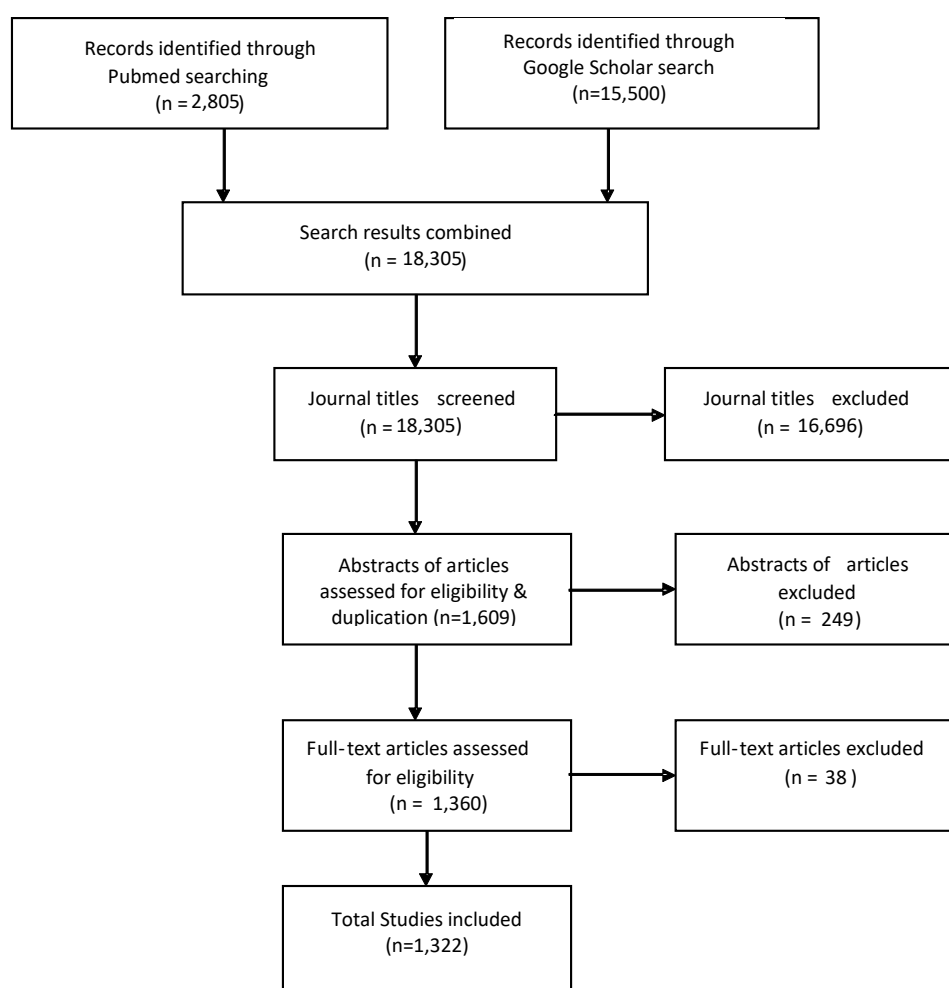 Records identified through
Pubmed searching
(n = 2,805)
Records identified through
Google Scholar search
(n=15,500)
Search results combined
(n = 18,305)
Journal titles screened
(n = 18,305)
Journal titles excluded
(n = 16,696)
Abstracts of articles
assessed for eligibility &
duplication (n=1,609)
Abstracts of articles
excluded
(n = 249)
Full-text articles assessed
for eligibility
(n = 1,360)
Full-text articles excluded
(n = 38)
Total Studies included
(n=1,322)